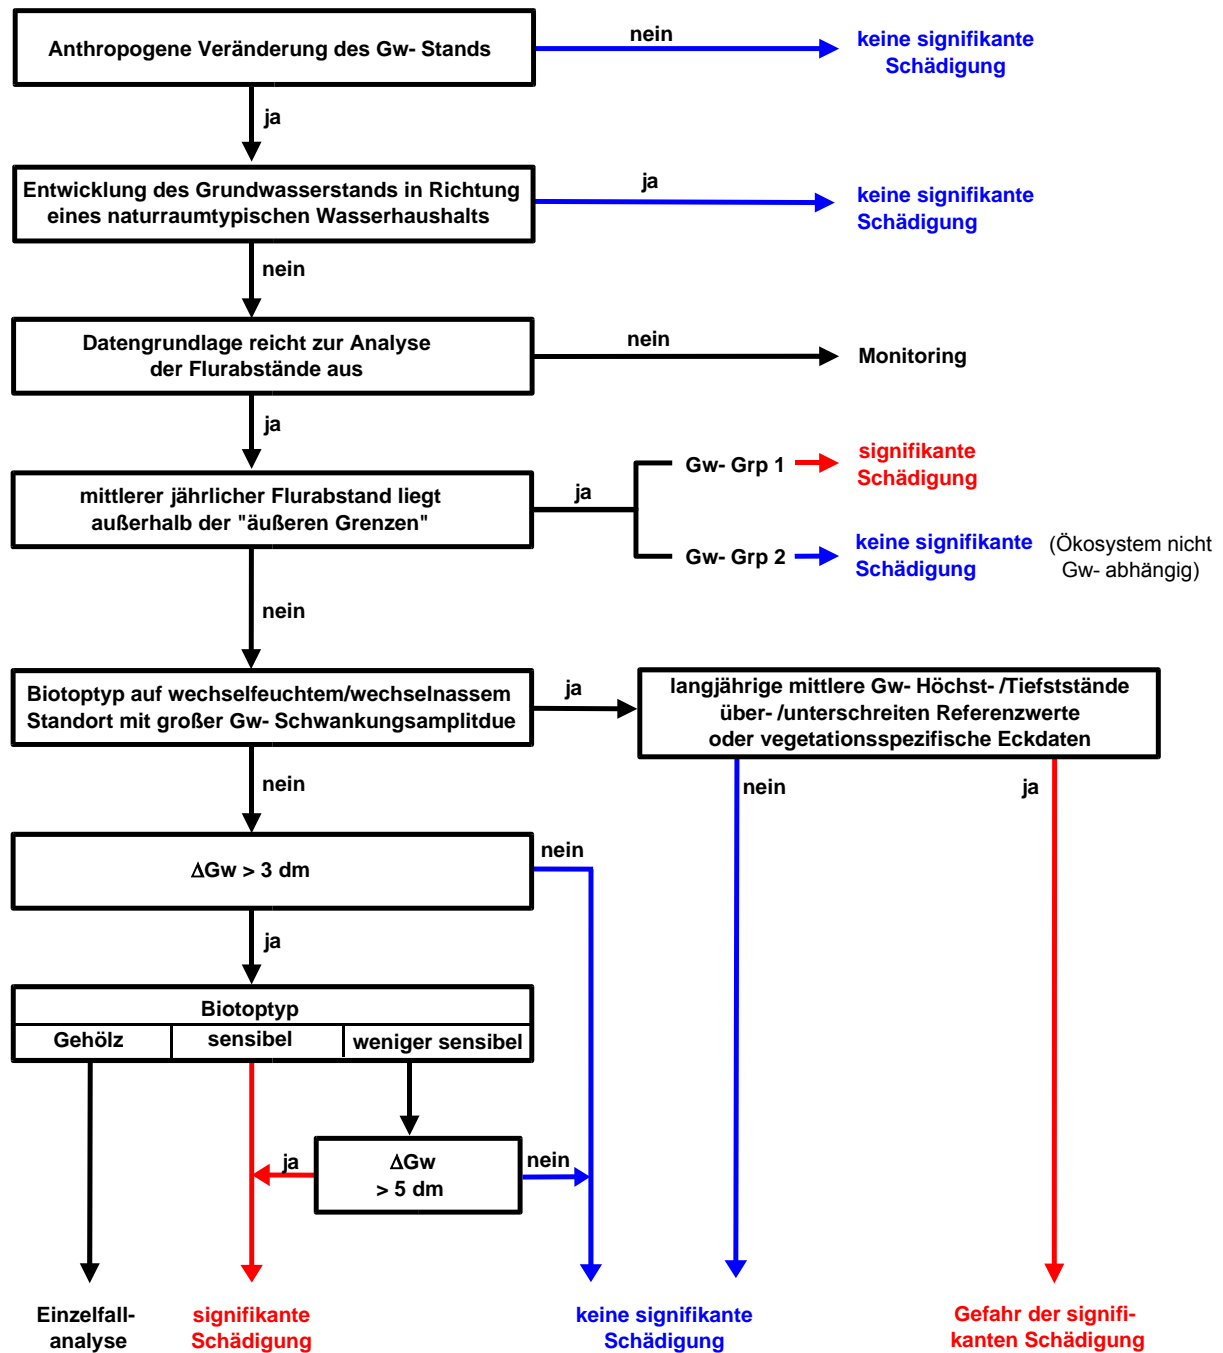 Anthropogene Veränderung des Gw- Stands
nein
keine signifikante
Schädigung
ja
Entwicklung des Grundwasserstands in Richtung
eines naturraumtypischen Wasserhaushalts
ja
keine signifikante
Schädigung
nein
Datengrundlage reicht zur Analyse
der Flurabstände aus
nein
Monitoring
ja
mittlerer jährlicher Flurabstand liegt
außerhalb der "äußeren Grenzen"
ja
Gw- Grp 1
signifikante
Schädigung
Gw- Grp 2
keine signifikante
Schädigung
(Ökosystem nicht
Gw- abhängig)
nein
Biotoptyp auf wechselfeuchtem/wechselnassem
Standort mit großer Gw- Schwankungsamplitdue
ja
langjährige mittlere Gw- Höchst- /Tiefststände
über- /unterschreiten Referenzwerte
oder vegetationsspezifische Eckdaten
nein
nein
ja
ΔGw > 3 dm
nein
ja
Biotoptyp
Gehölz
sensibel
weniger sensibel
ja
ΔGw
> 5 dm
nein
Einzelfall-
analyse
signifikante
Schädigung
keine signifikante
Schädigung
Gefahr der signifi-
kanten Schädigung